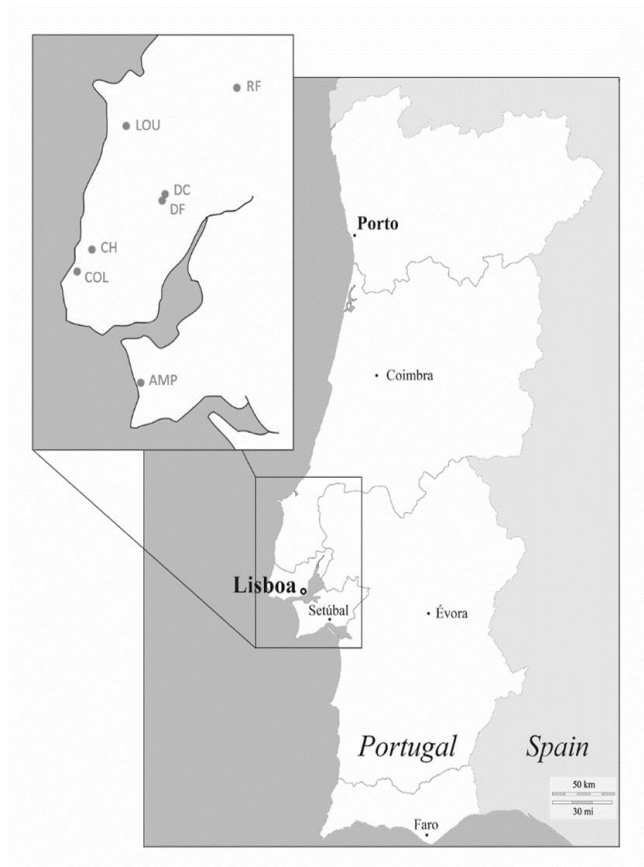 RF
LOU
DC
DF
CH
COL
AMP
Porto
Coimbra
Lisboa
Setúbal
Évora
Portugal
Spain
50 km
30 mi
Faro